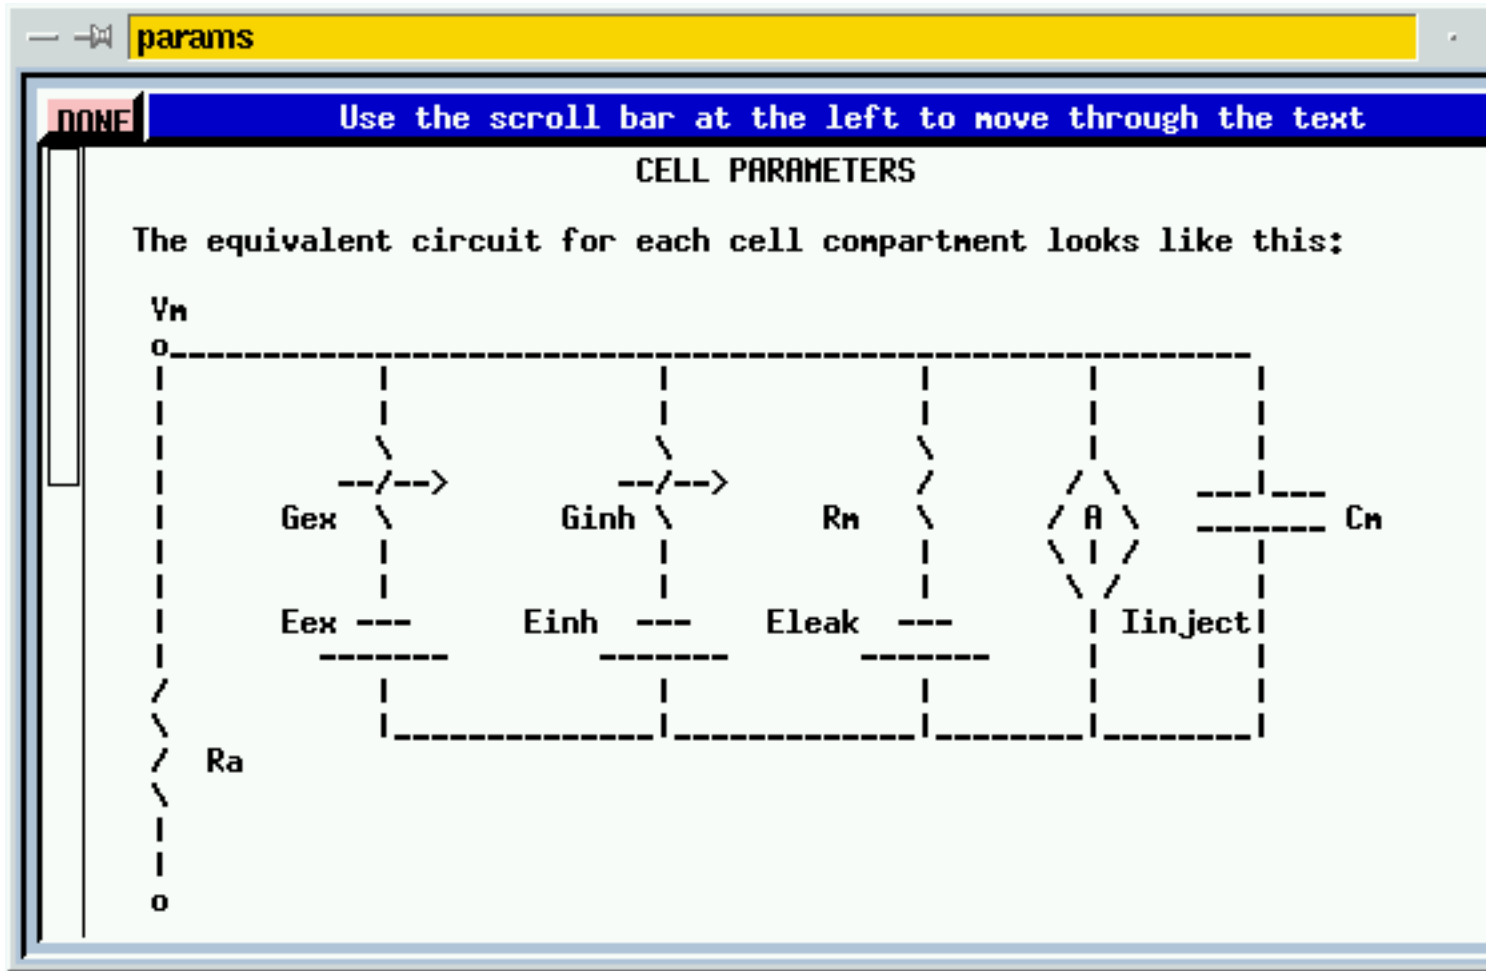 params
DONE
Use the scroll bar at the left to move through the text
CELL PARAMETERS
The equivalent circuit for each cell compartment looks like this:
Vm
o
Gex Ginh Rm A Cm
Eex Einh Eleak Iinject
Ra
o